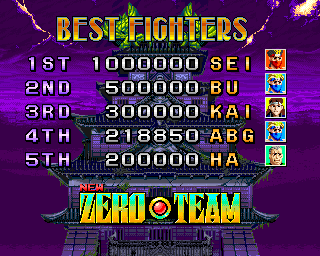 BEST FIGHTERS
1ST 1000000 SEI
2ND 500000 BU
3RD 300000 KAI
4TH 218850 ABG
5TH 200000 HA
NEW
ZERO TEAM